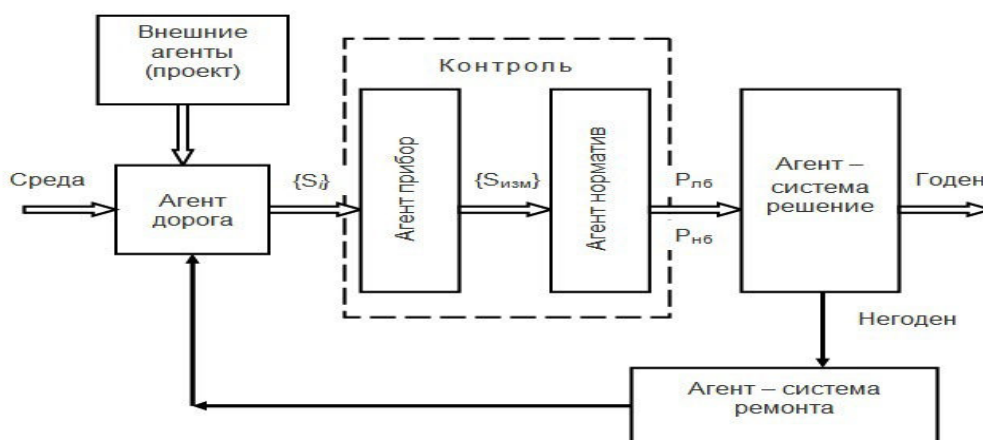 Внешние
агенты
(проект)
Контроль
Среда
Агент
дорога
{Sᵢ}
Агент прибор
{Sизм}
Агент норматив
Pпб
Pнб
Агент –
система
решение
Годен
Негоден
Агент – система
ремонта